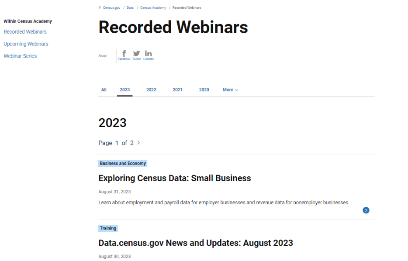 Census.gov / Data / Census Academy / Recorded Webinars
Within Census Academy
Recorded Webinars
Upcoming Webinars
Webinar Series
Recorded Webinars
Share
Facebook Twitter LinkedIn
All 2023 2022 2021 2020 More
2023
Page 1 of 2
Business and Economy
Exploring Census Data: Small Business
August 31, 2023
Learn about employment and payroll data for employer businesses and revenue data for nonemployer businesses.
Training
Data.census.gov News and Updates: August 2023
August 30, 2023